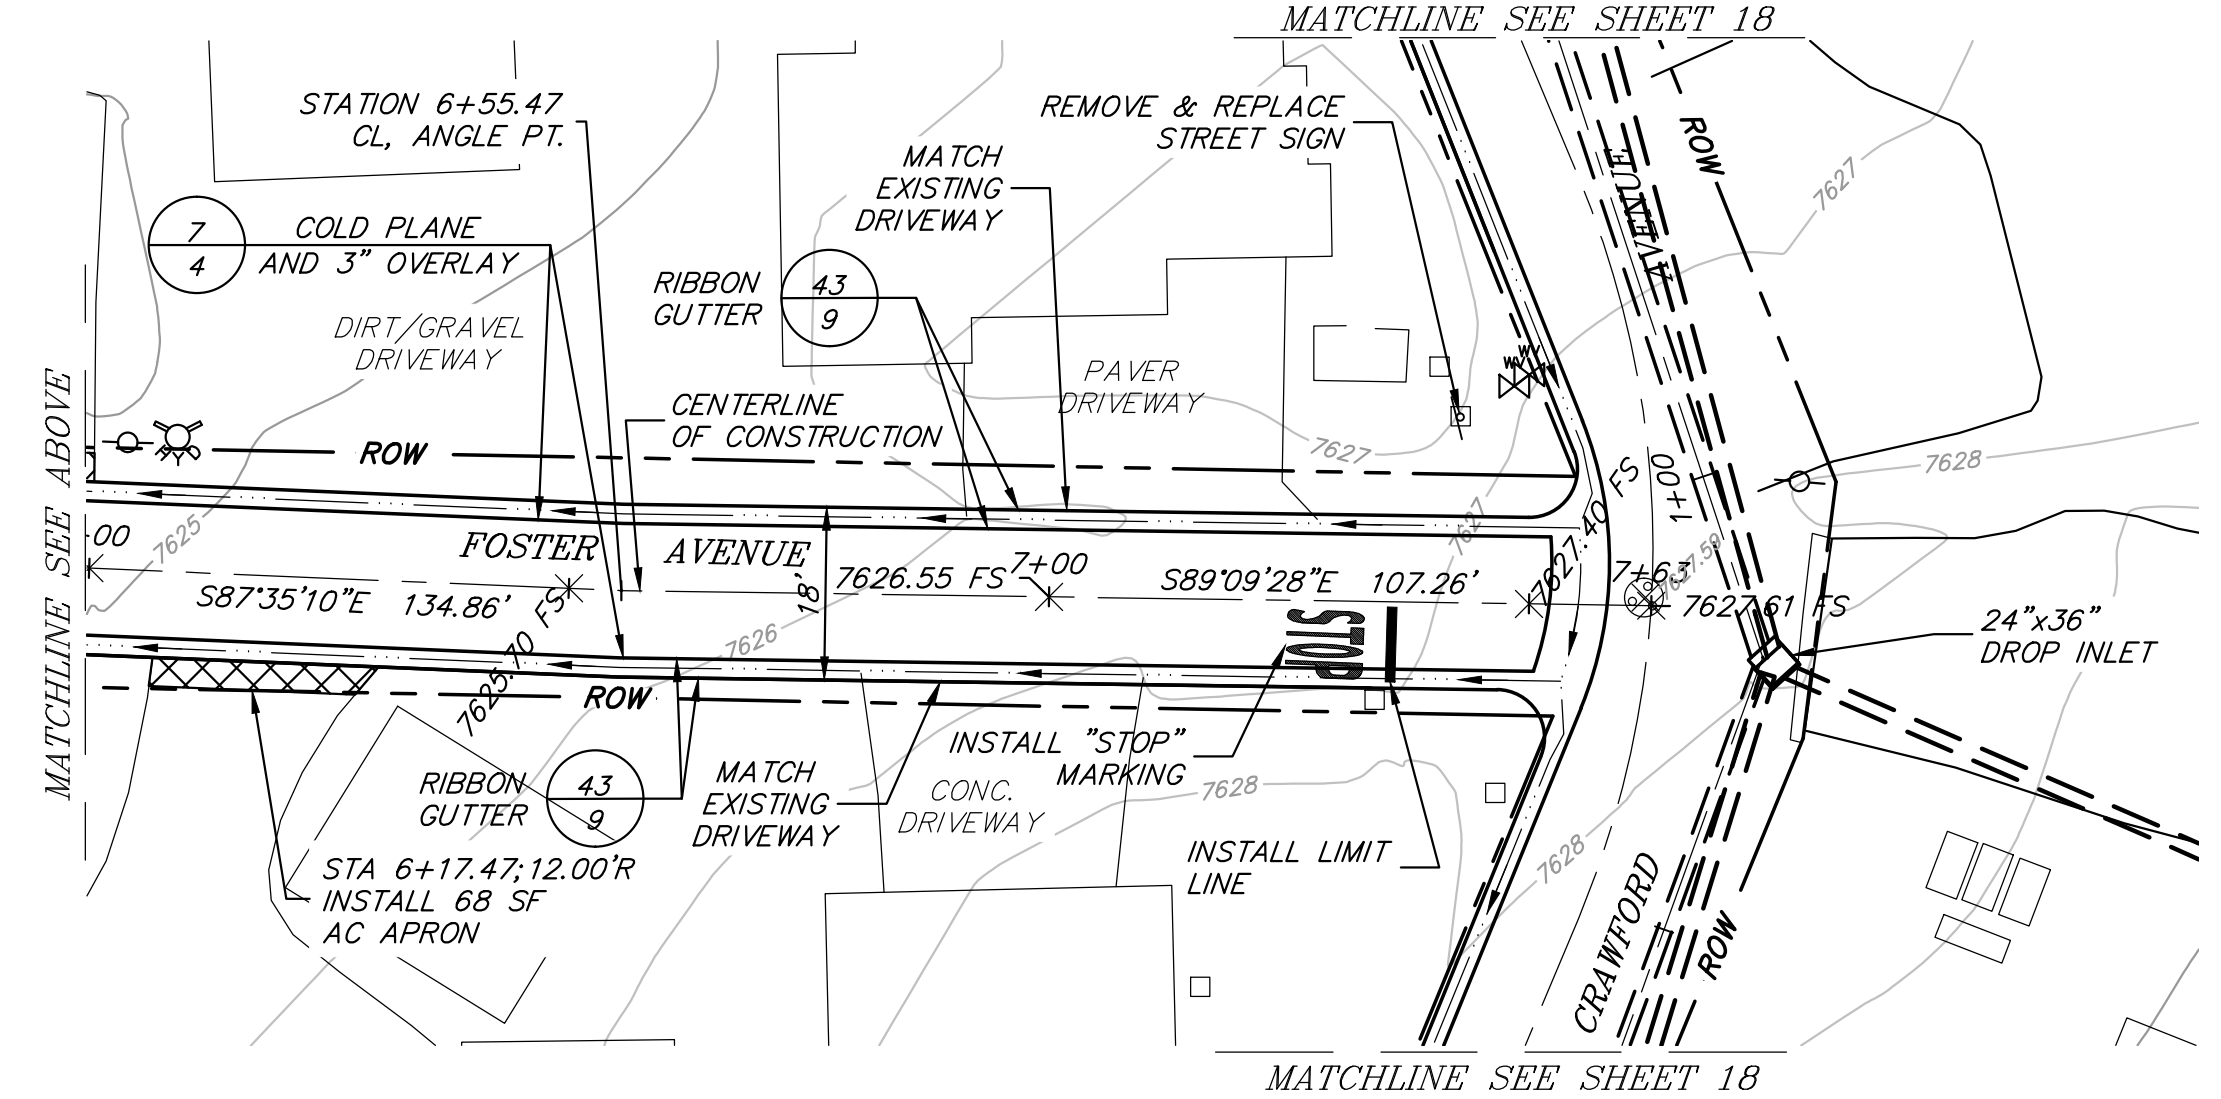 MATCHLINE SEE SHEET 18
STATION 6+55.47
CL, ANGLE PT.
REMOVE & REPLACE
STREET SIGN
MATCH
EXISTING
DRIVEWAY
7
4
COLD PLANE
AND 3" OVERLAY
RIBBON
GUTTER
43
9
DIRT/GRAVEL
DRIVEWAY
PAVER
DRIVEWAY
CENTERLINE
OF CONSTRUCTION
WV
WV
ROW
AVENUE
7627
ROW
7627
7628
MATCHLINE SEE ABOVE
00
7625
FOSTER AVENUE
S87°35'10"E 134.86'
18'
7626.55 FS
7+00
S89°09'28"E 107.26'
7627
7627.40 FS
1+00
7+63
7627.59
7627.61 FS
24"x36"
DROP INLET
STOP
7626
7625.70 FS
ROW
INSTALL "STOP"
MARKING
RIBBON
GUTTER
43
9
MATCH
EXISTING
DRIVEWAY
CONC.
DRIVEWAY
7628
INSTALL LIMIT
LINE
7628
STA 6+17.47;12.00'R
INSTALL 68 SF
AC APRON
CRAWFORD
ROW
MATCHLINE SEE SHEET 18